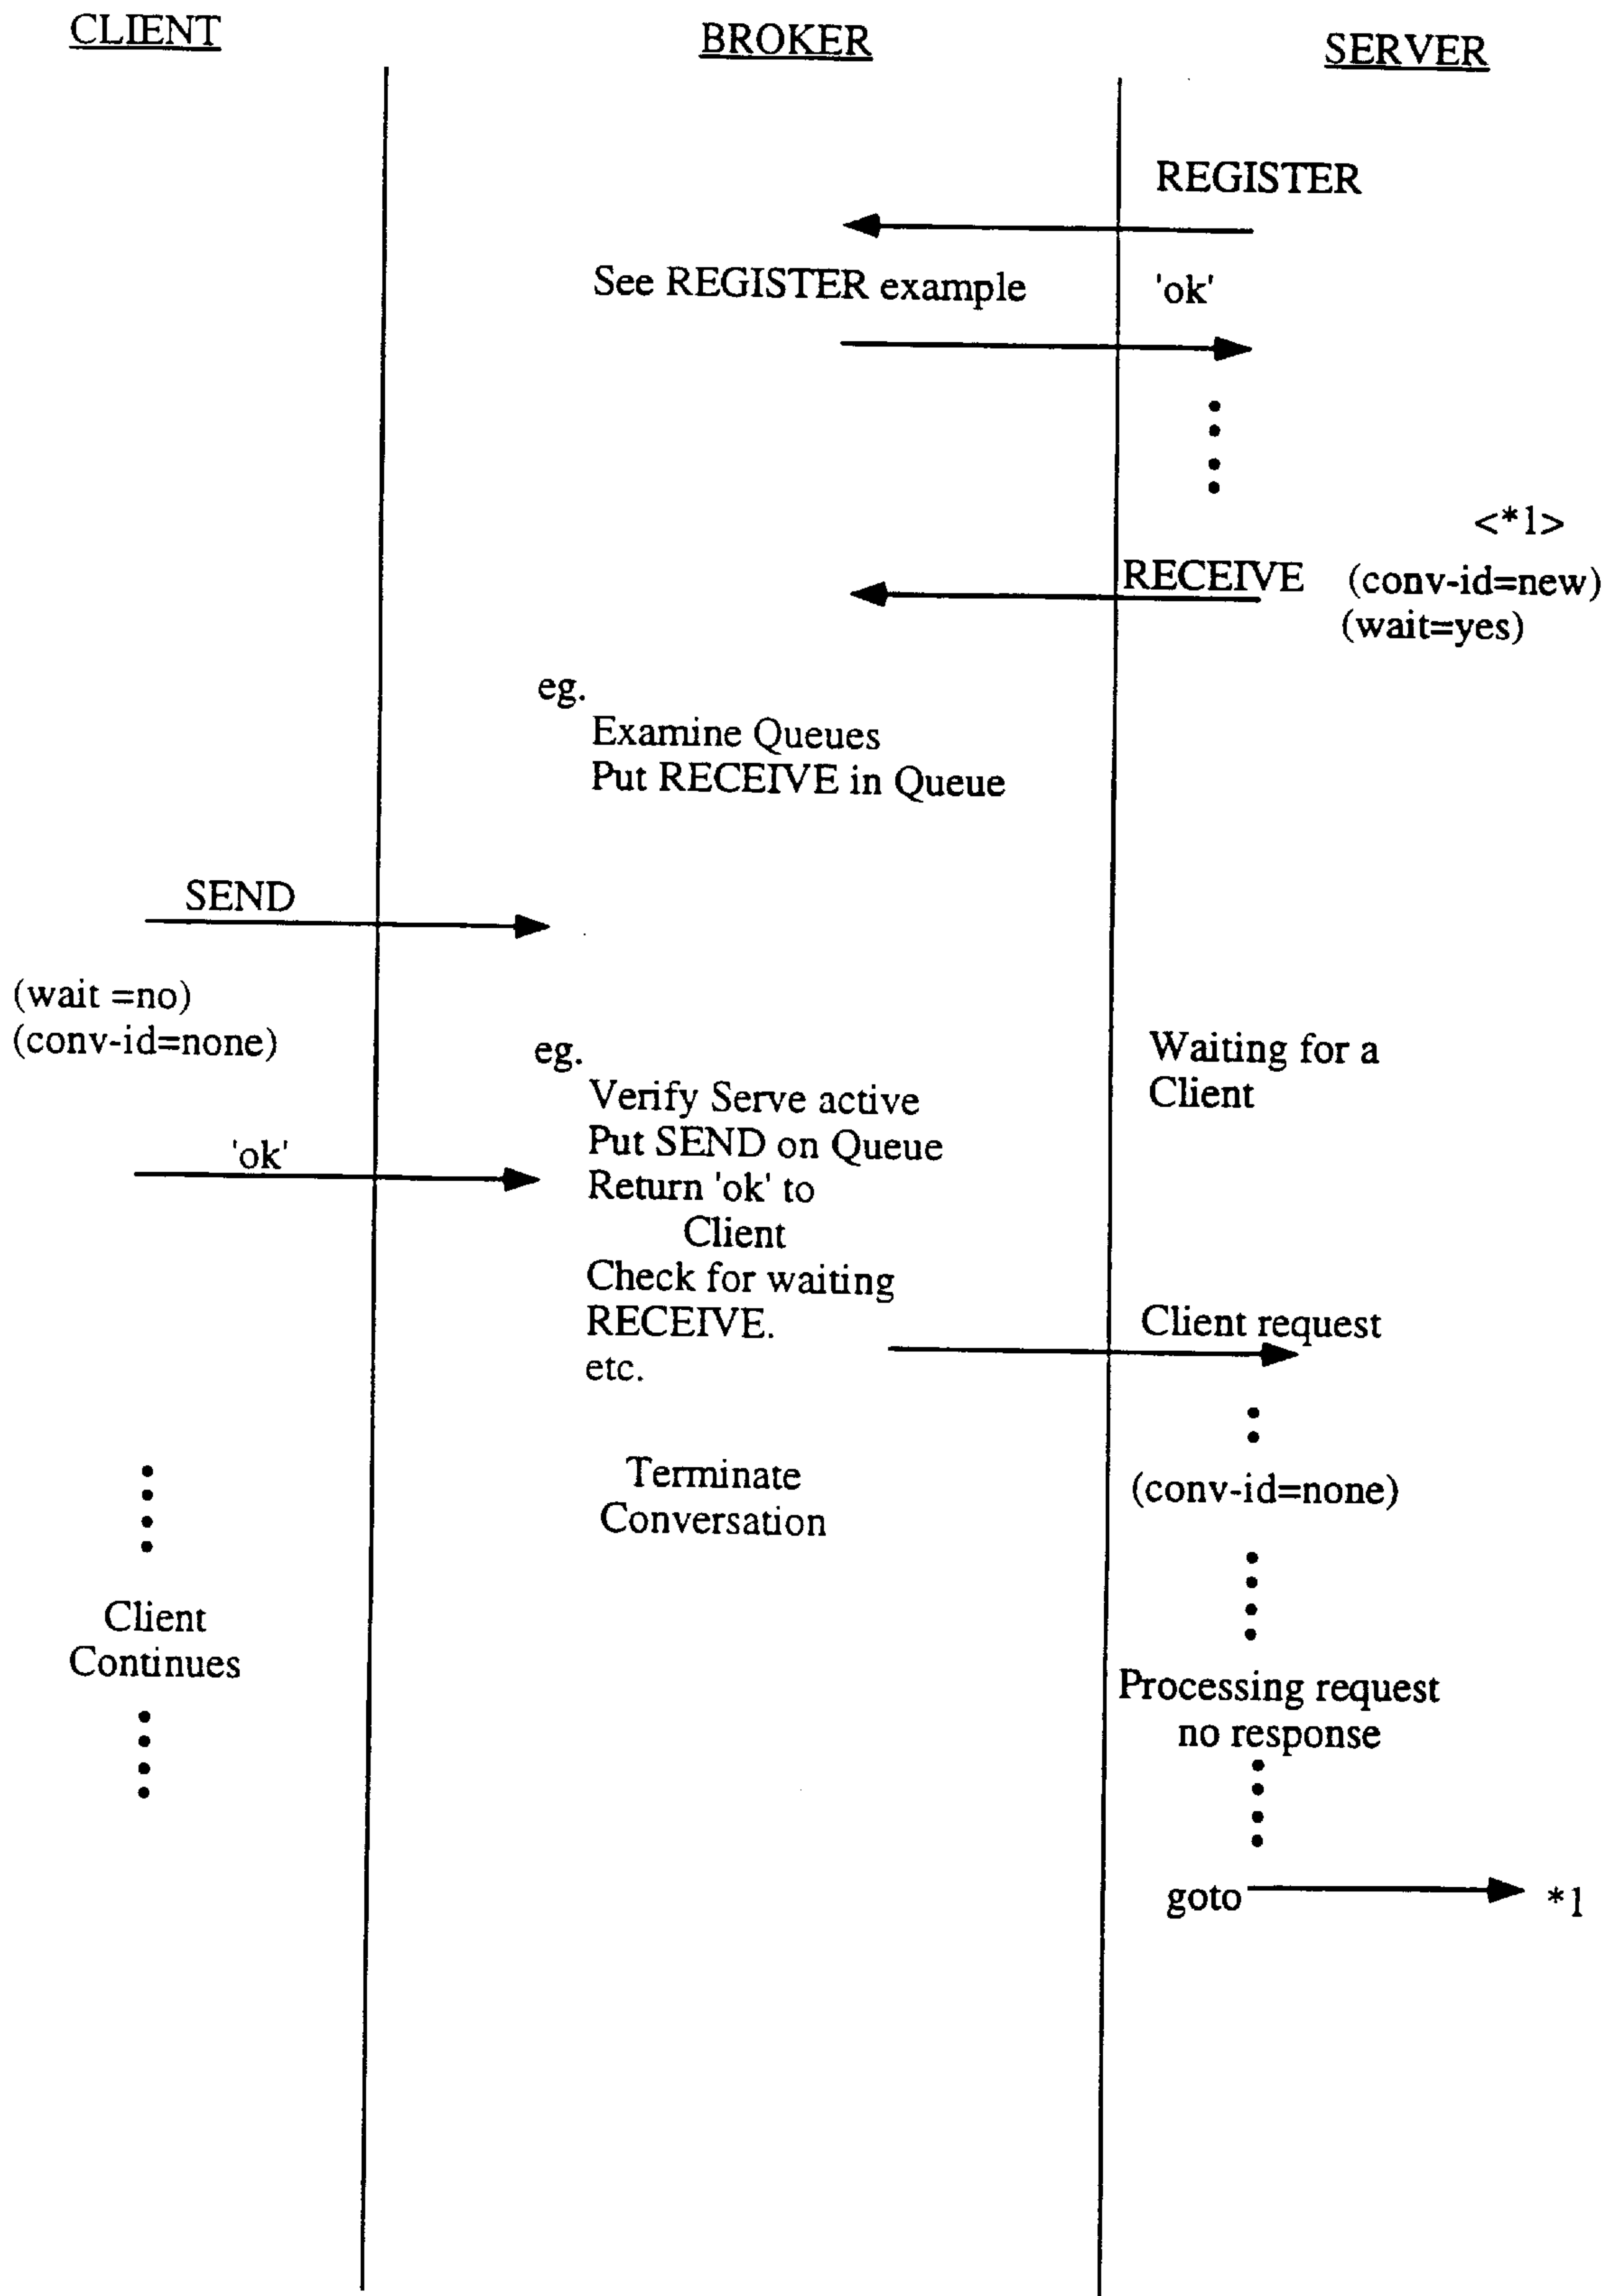 CLIENT
BROKER
SERVER
REGISTER
See REGISTER example
'ok'
<*1>
RECEIVE
(conv-id=new)
(wait=yes)
eg.
Examine Queues
Put RECEIVE in Queue
SEND
(wait =no)
(conv-id=none)
eg.
Verify Serve active
Put SEND on Queue
Return 'ok' to
Client
Check for waiting
RECEIVE.
etc.
Waiting for a
Client
'ok'
Client request
Terminate
Conversation
(conv-id=none)
Client
Continues
Processing request
no response
goto
*1